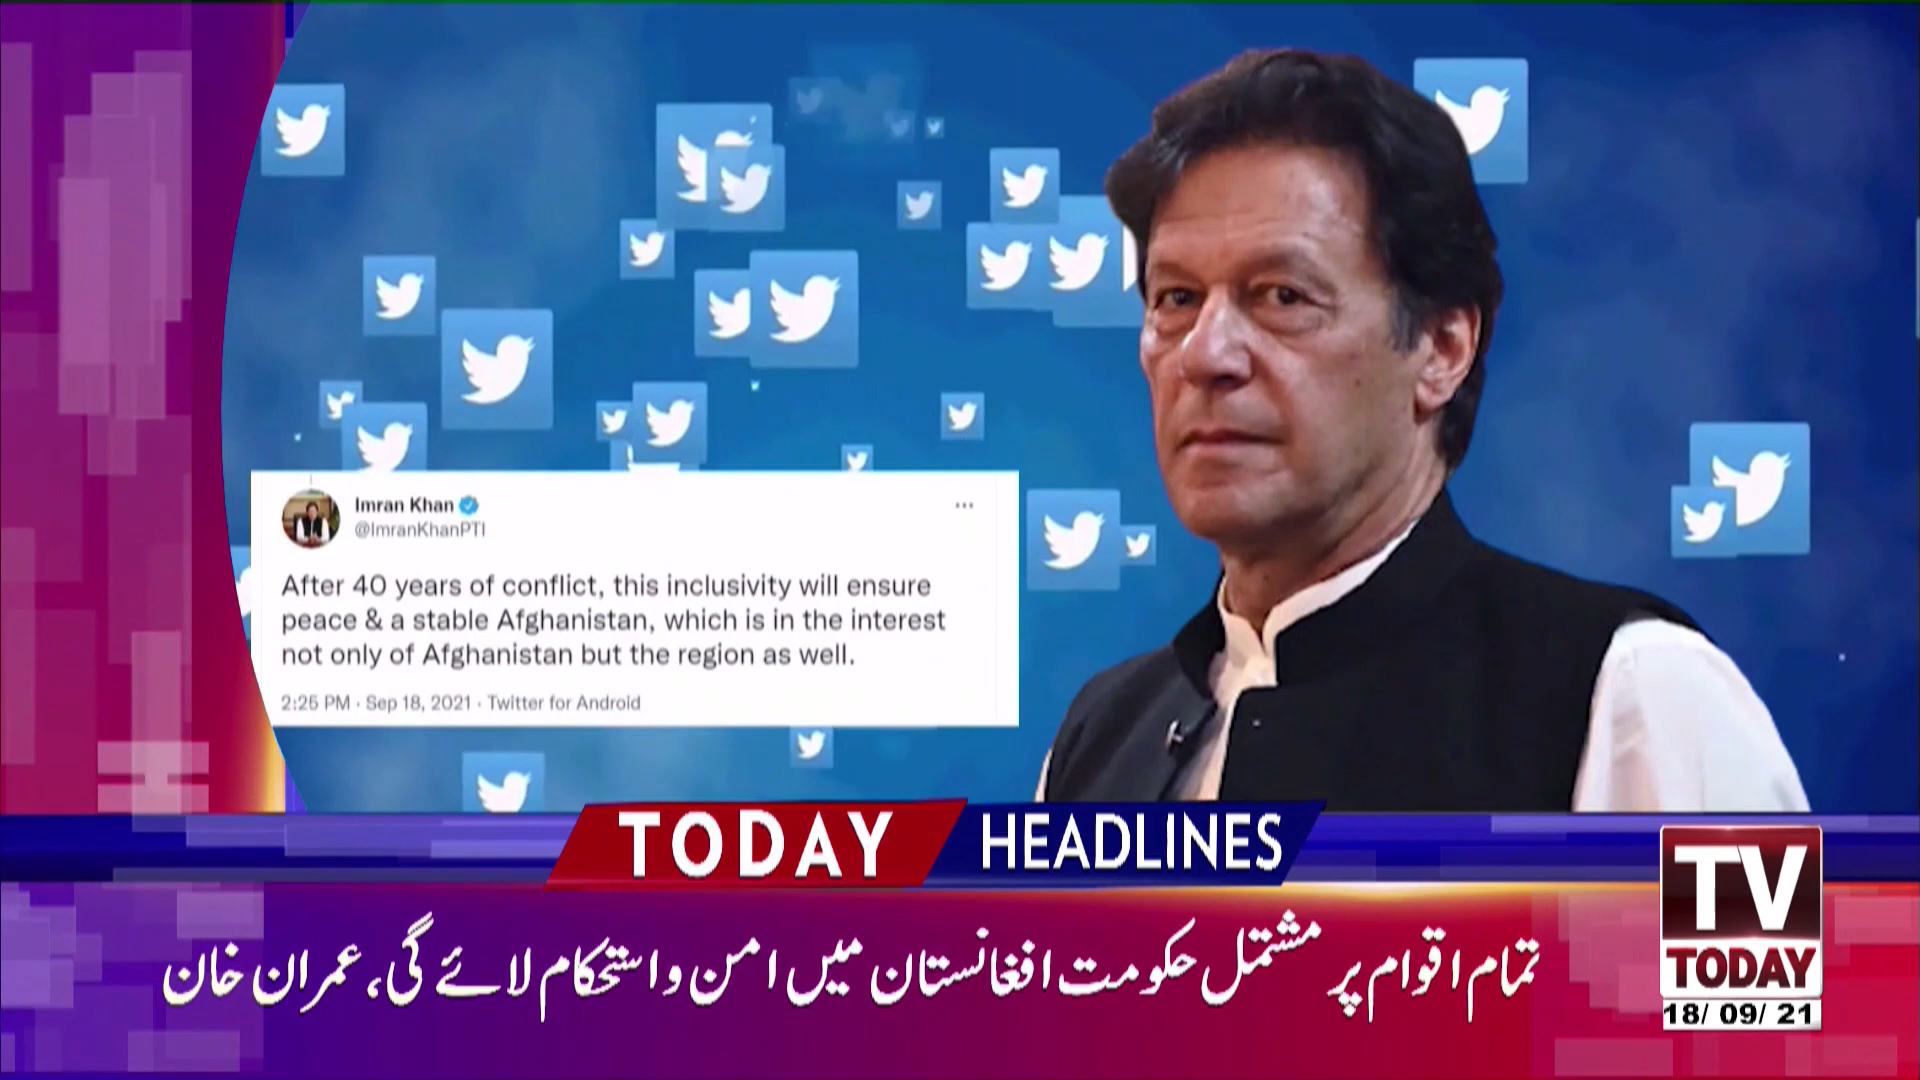 Imran Khan
@ImranKhanPTI
After 40 years of conflict, this inclusivity will ensure
peace & a stable Afghanistan, which is in the interest
not only of Afghanistan but the region as well.
2:25 PM · Sep 18, 2021 · Twitter for Android
TODAY HEADLINES
تمام اقوام پر مشتمل حکومت افغانستان میں امن و استحکام لائے گی، عمران خان
TV
TODAY
18/ 09/ 21